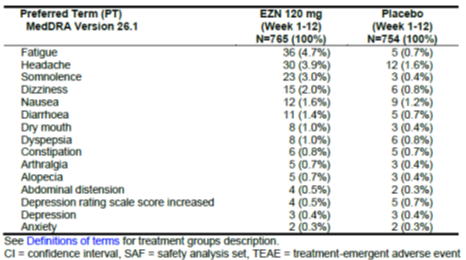 Preferred Term (PT) EZN 120 mg Placebo
MedDRA Version 26.1 (Week 1-12) (Week 1-12)
N=765 (100%) N=754 (100%)
Fatigue 36 (4.7%) 5 (0.7%)
Headache 30 (3.9%) 12 (1.6%)
Somnolence 23 (3.0%) 3 (0.4%)
Dizziness 15 (2.0%) 6 (0.8%)
Nausea 12 (1.6%) 9 (1.2%)
Diarrhoea 11 (1.4%) 5 (0.7%)
Dry mouth 8 (1.0%) 3 (0.4%)
Dyspepsia 8 (1.0%) 6 (0.8%)
Constipation 6 (0.8%) 5 (0.7%)
Arthralgia 5 (0.7%) 3 (0.4%)
Alopecia 5 (0.7%) 3 (0.4%)
Abdominal distension 4 (0.5%) 2 (0.3%)
Depression rating scale score increased 4 (0.5%) 5 (0.7%)
Depression 3 (0.4%) 3 (0.4%)
Anxiety 2 (0.3%) 2 (0.3%)
See Definitions of terms for treatment groups description.
CI = confidence interval, SAF = safety analysis set, TEAE = treatment-emergent adverse event